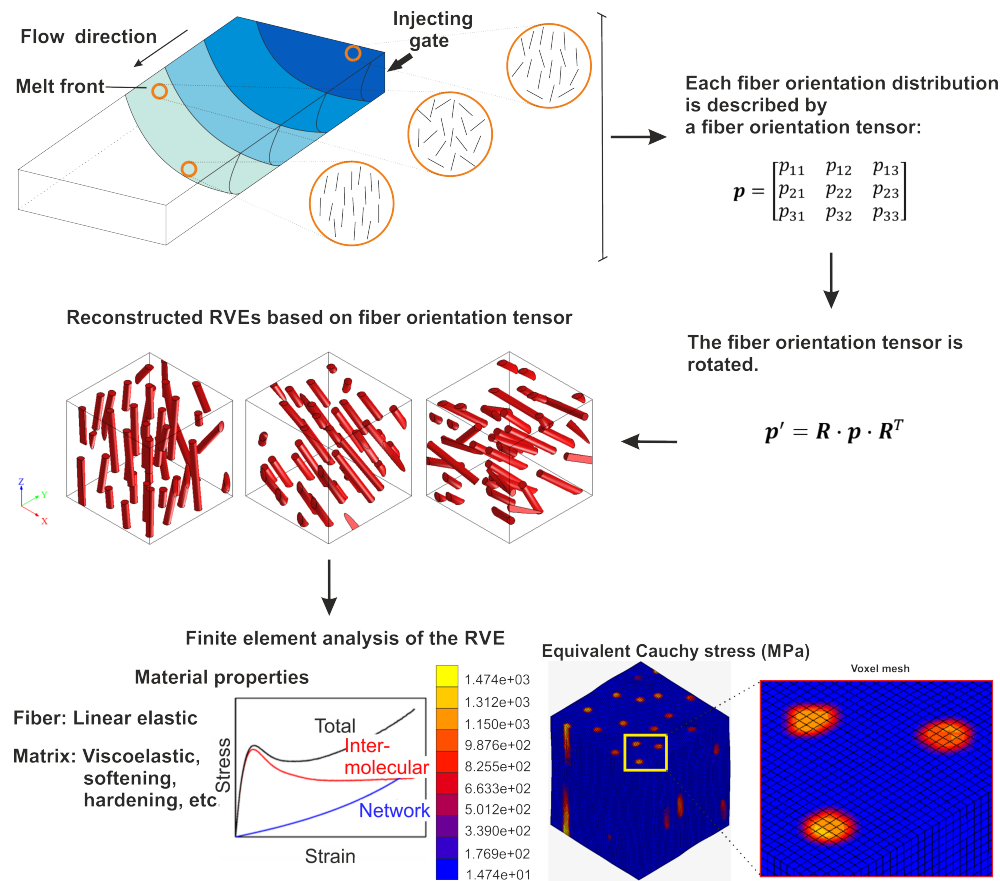 Flow direction
Injecting
gate
Melt front
Each fiber orientation distribution
is described by
a fiber orientation tensor:
p = [p11 p12 p13
p21 p22 p23
p31 p32 p33]
The fiber orientation tensor is
rotated.
p′ = R · p · R^T
Reconstructed RVEs based on fiber orientation tensor
Z
Y
X
Finite element analysis of the RVE
Material properties
Fiber: Linear elastic
Matrix: Viscoelastic,
softening,
hardening, etc
Stress
Total
Inter-
molecular
Network
Strain
Equivalent Cauchy stress (MPa)
1.474e+03
1.312e+03
1.150e+03
9.876e+02
8.255e+02
6.633e+02
5.012e+02
3.390e+02
1.769e+02
1.474e+01
Voxel mesh